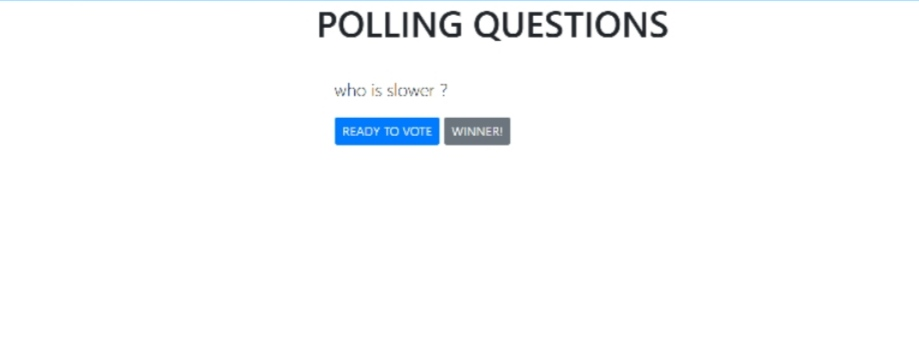 POLLING QUESTIONS
who is slower ?
READY TO VOTE WINNER!